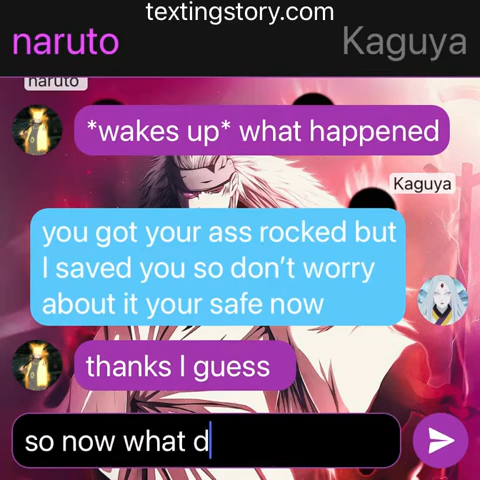 textingstory.com
naruto Kaguya
naruto
*wakes up* what happened
Kaguya
you got your ass rocked but
I saved you so don't worry
about it your safe now
thanks I guess
so now what d